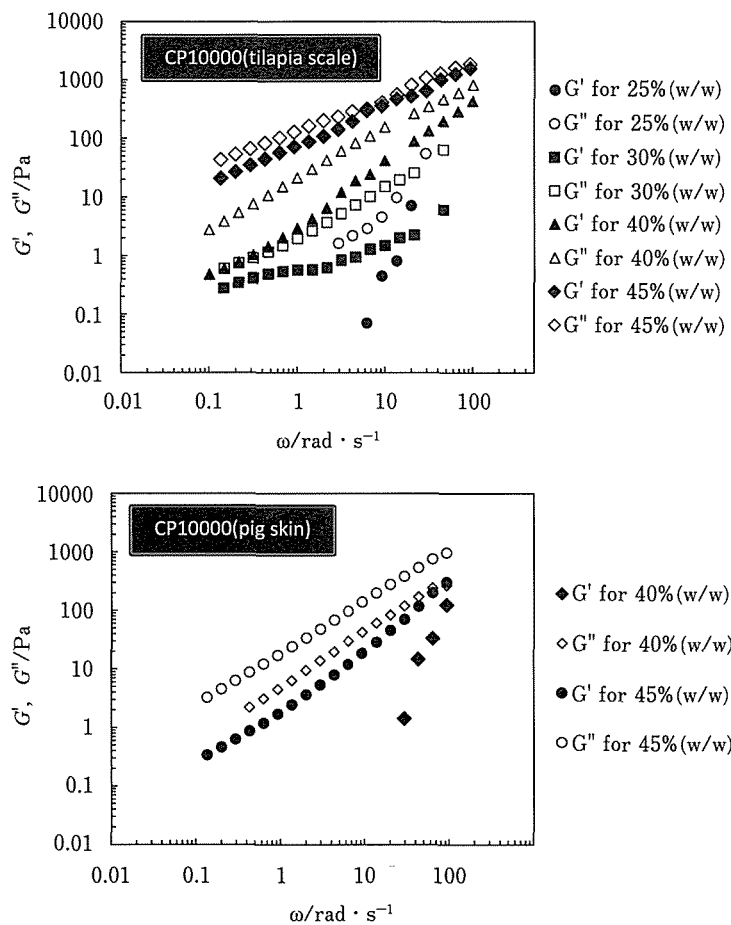 CP10000(tilapia scale)
10000
1000
100
10
1
0.1
0.01
G', G''/Pa
0.01 0.1 1 10 100
ω/rad · s⁻¹
G' for 25%(w/w)
G'' for 25%(w/w)
G' for 30%(w/w)
G'' for 30%(w/w)
G' for 40%(w/w)
G'' for 40%(w/w)
G' for 45%(w/w)
G'' for 45%(w/w)
CP10000(pig skin)
10000
1000
100
10
1
0.1
0.01
G', G''/Pa
0.01 0.1 1 10 100
ω/rad · s⁻¹
G' for 40%(w/w)
G'' for 40%(w/w)
G' for 45%(w/w)
G'' for 45%(w/w)